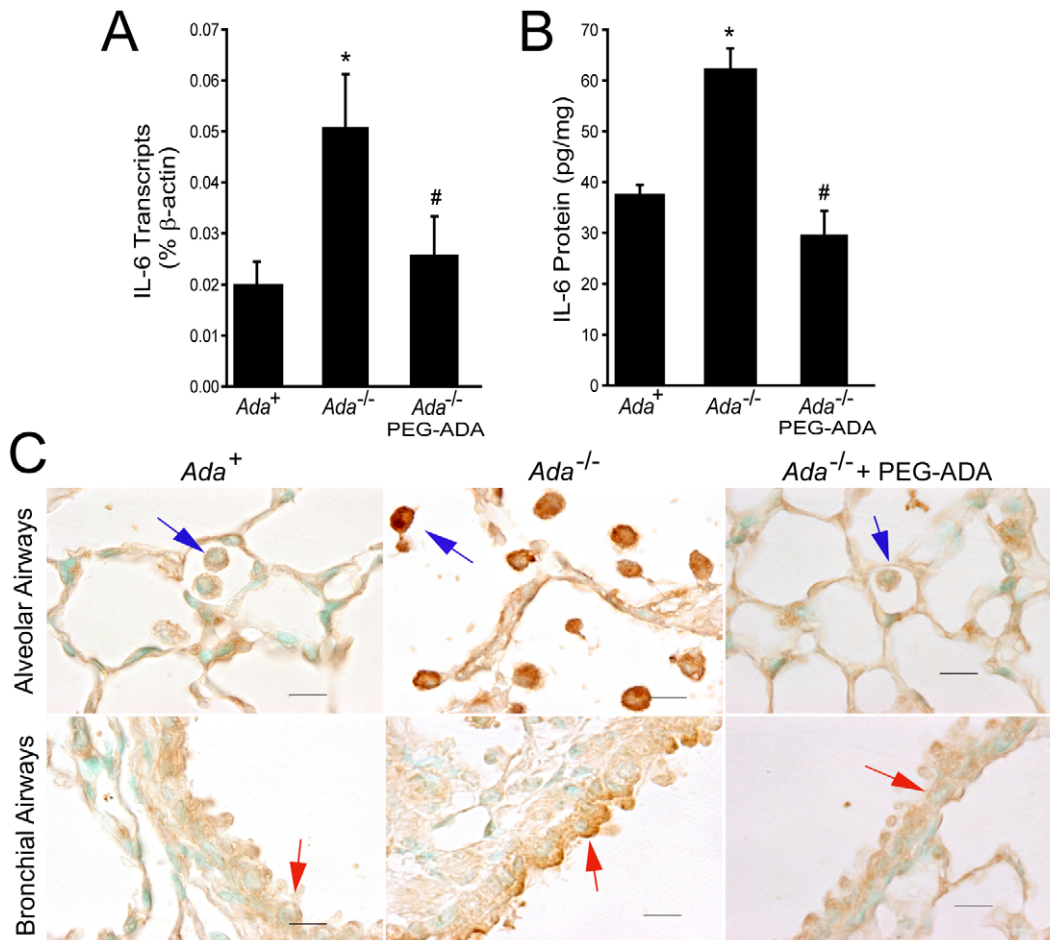 A
IL-6 Transcripts
(% β-actin)
0.07
0.06
0.05
0.04
0.03
0.02
0.01
0.00
*
#
Ada+
Ada-/-
Ada-/-
PEG-ADA
B
IL-6 Protein (pg/mg)
70
60
50
40
30
20
10
0
*
#
Ada+
Ada-/-
Ada-/-
PEG-ADA
C
Ada+
Ada-/-
Ada-/- + PEG-ADA
Alveolar Airways
Bronchial Airways